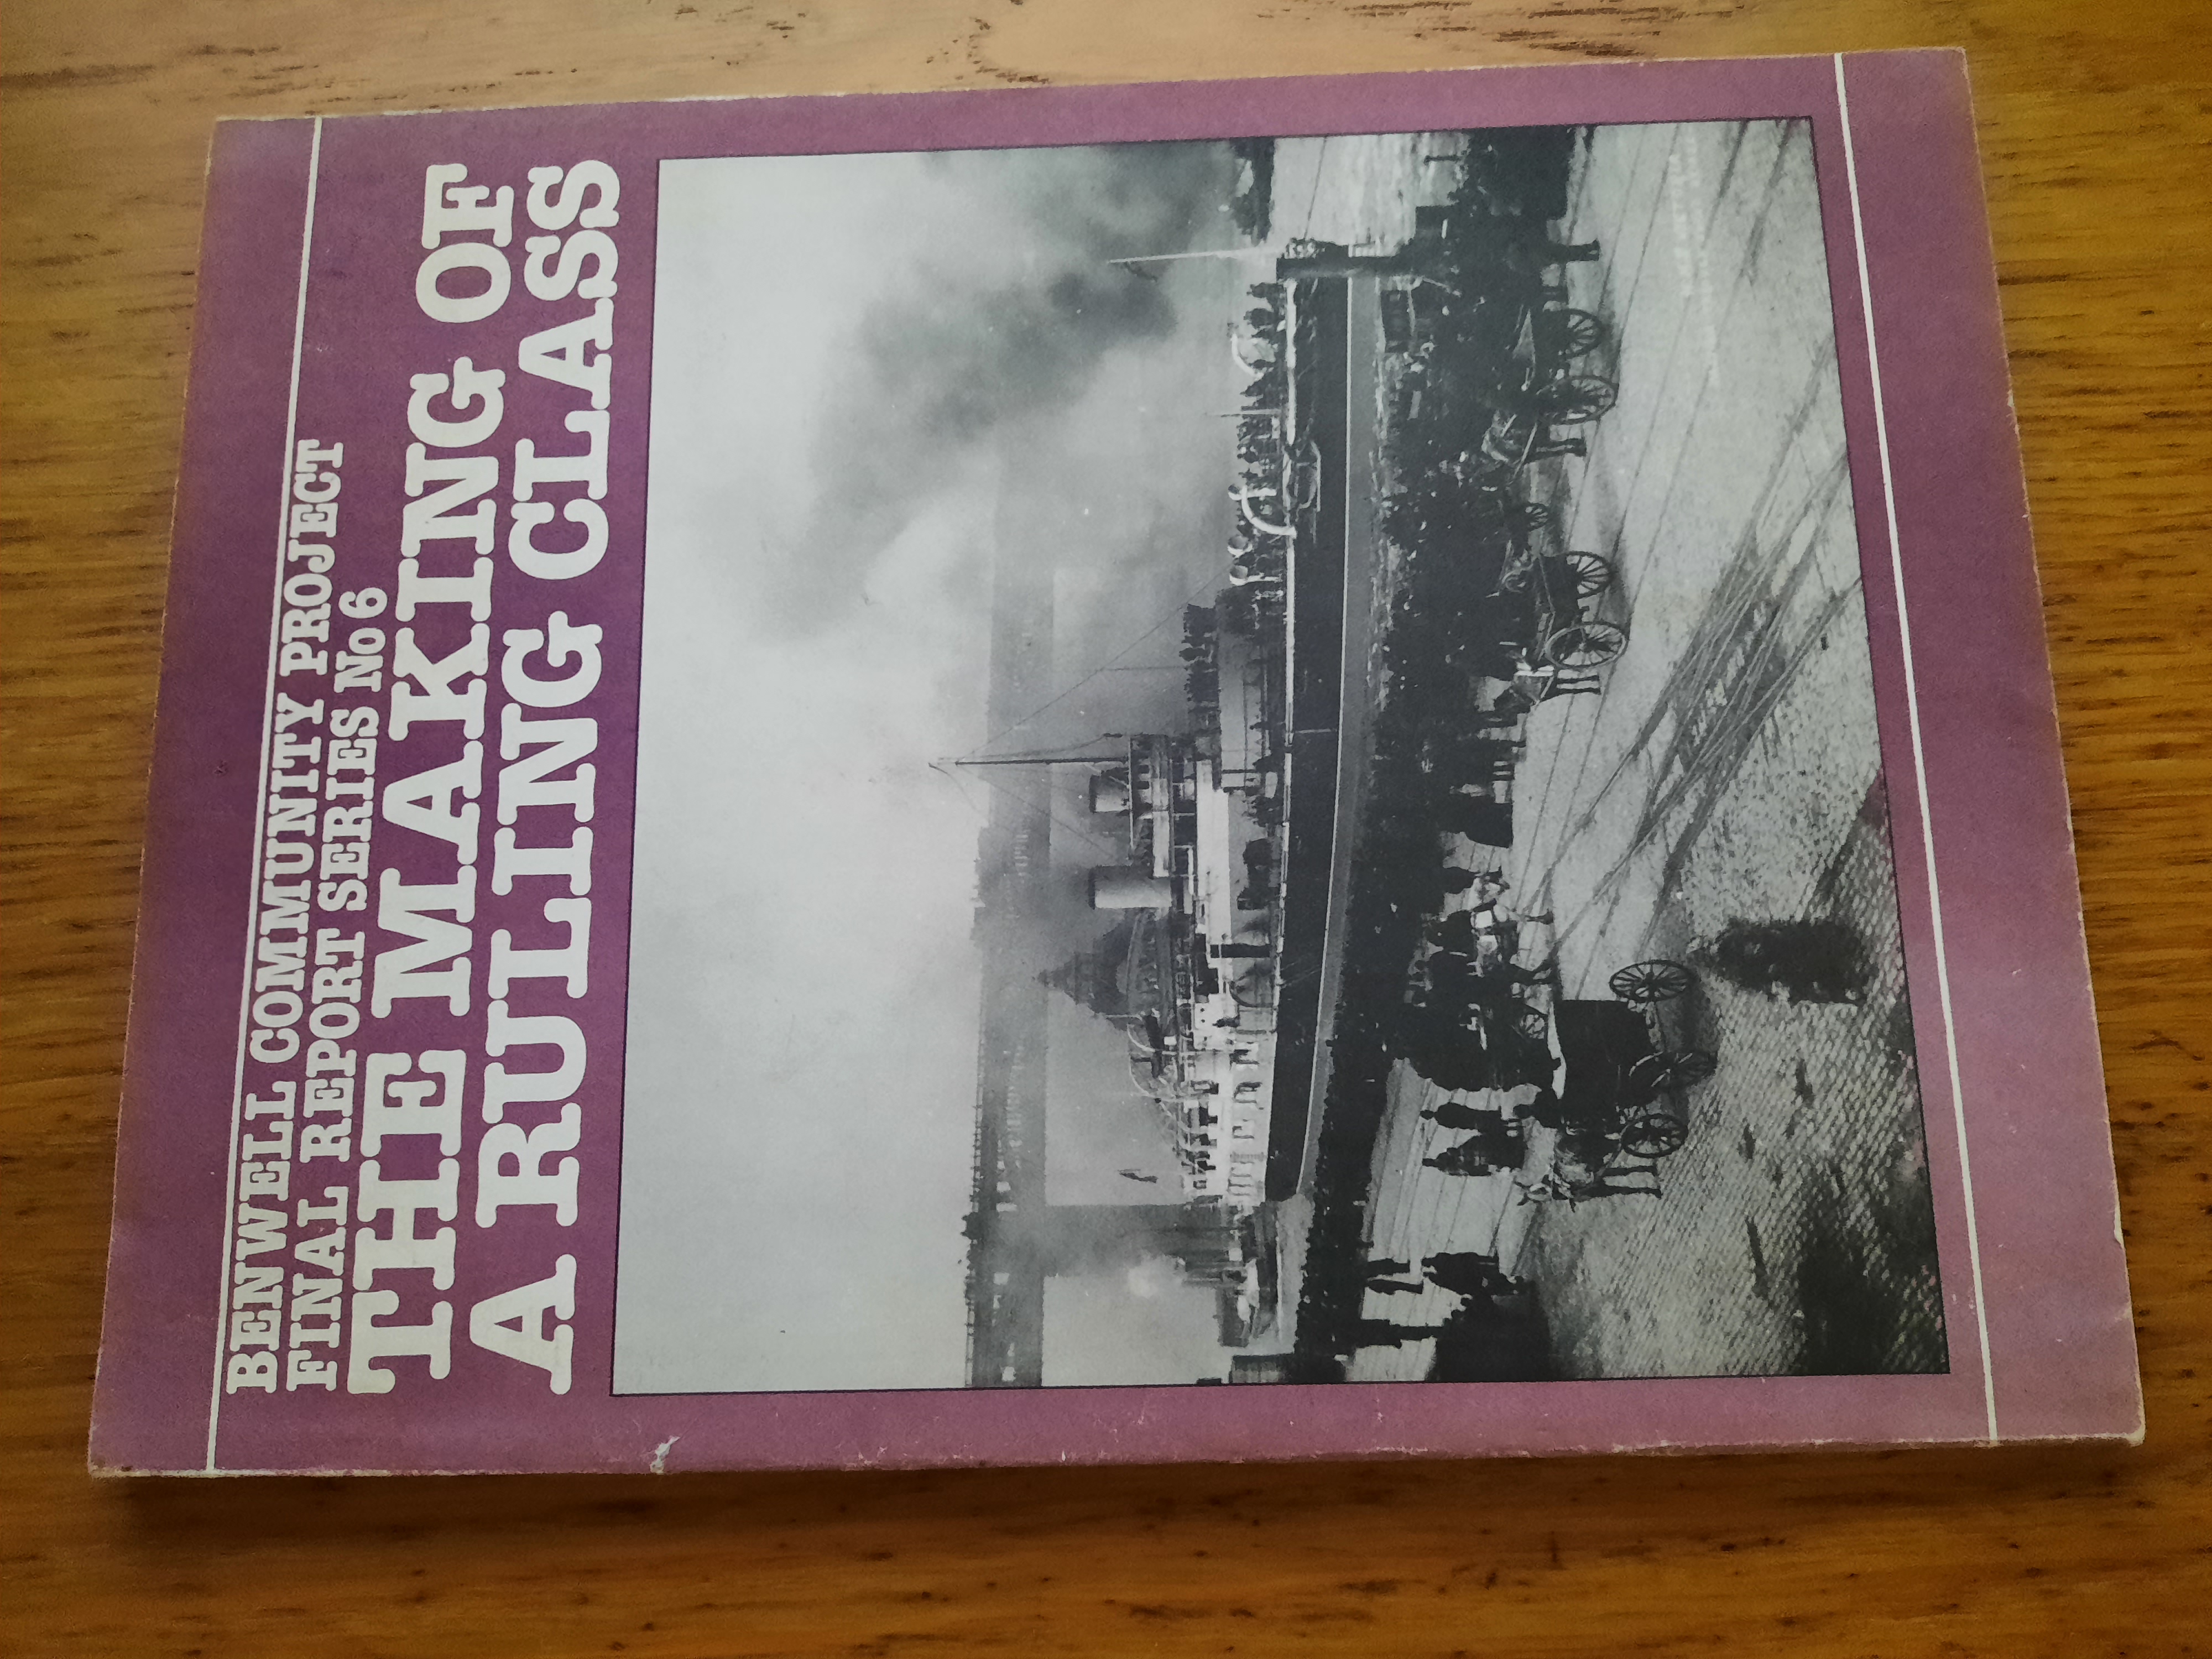 BENWELL COMMUNITY PROJECT
FINAL REPORT SERIES No 6
THE MAKING OF
A RULING CLASS